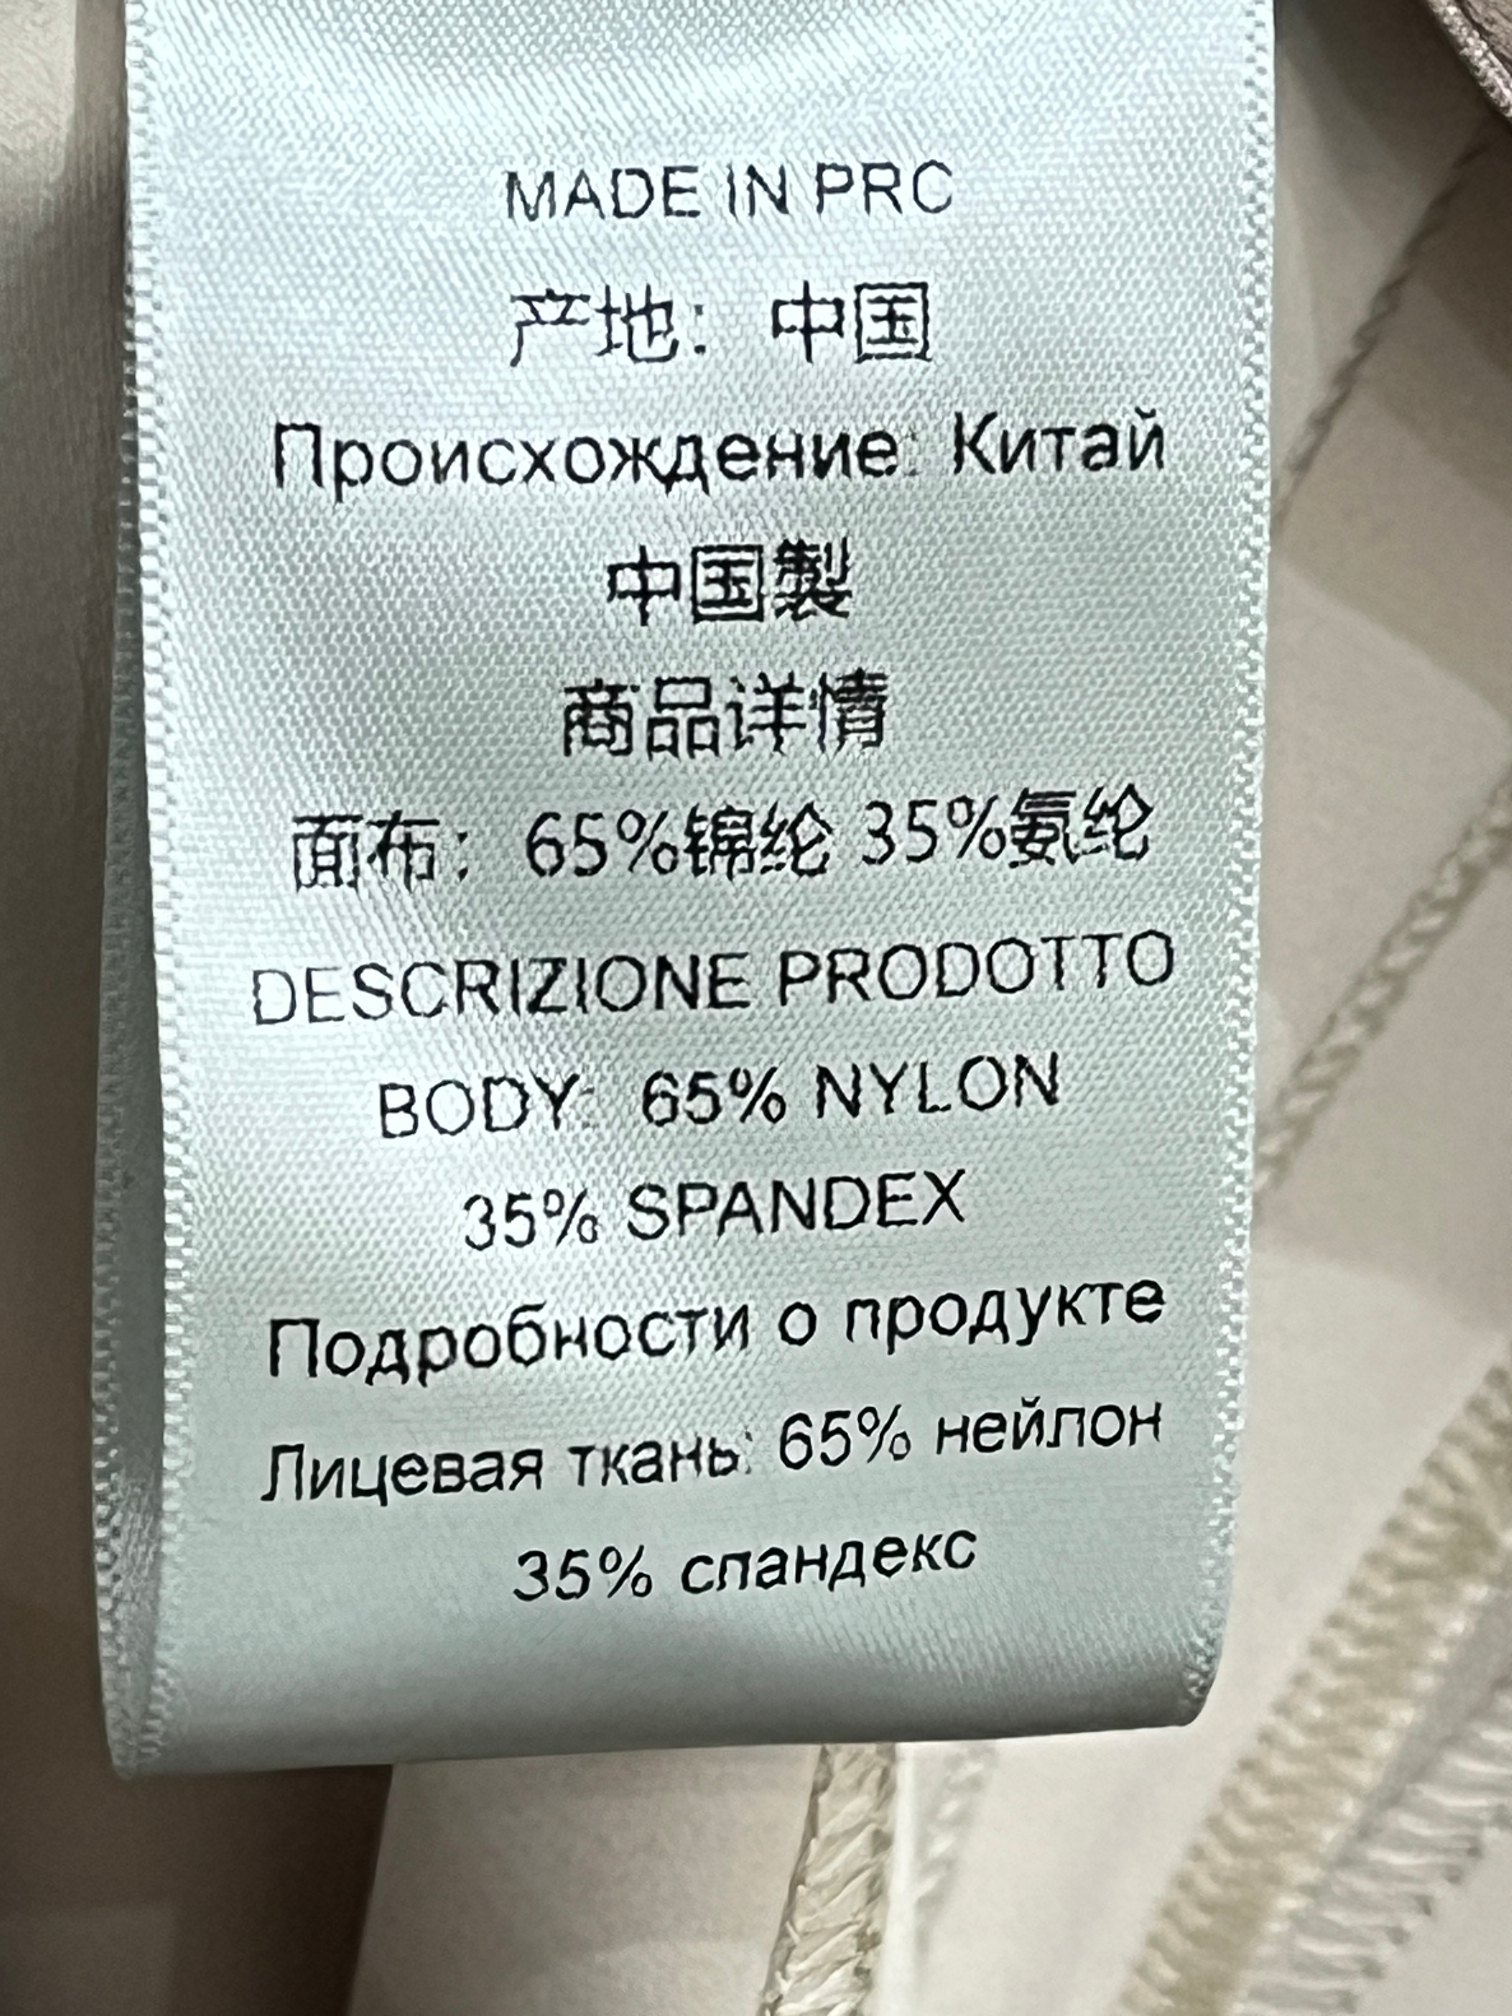 MADE IN PRC
产地：中国
Происхождение: Китай
中国製
商品详情
面布：65%锦纶 35%氨纶
DESCRIZIONE PRODOTTO
BODY: 65% NYLON
35% SPANDEX
Подробности о продукте
Лицевая ткань: 65% нейлон
35% спандекс